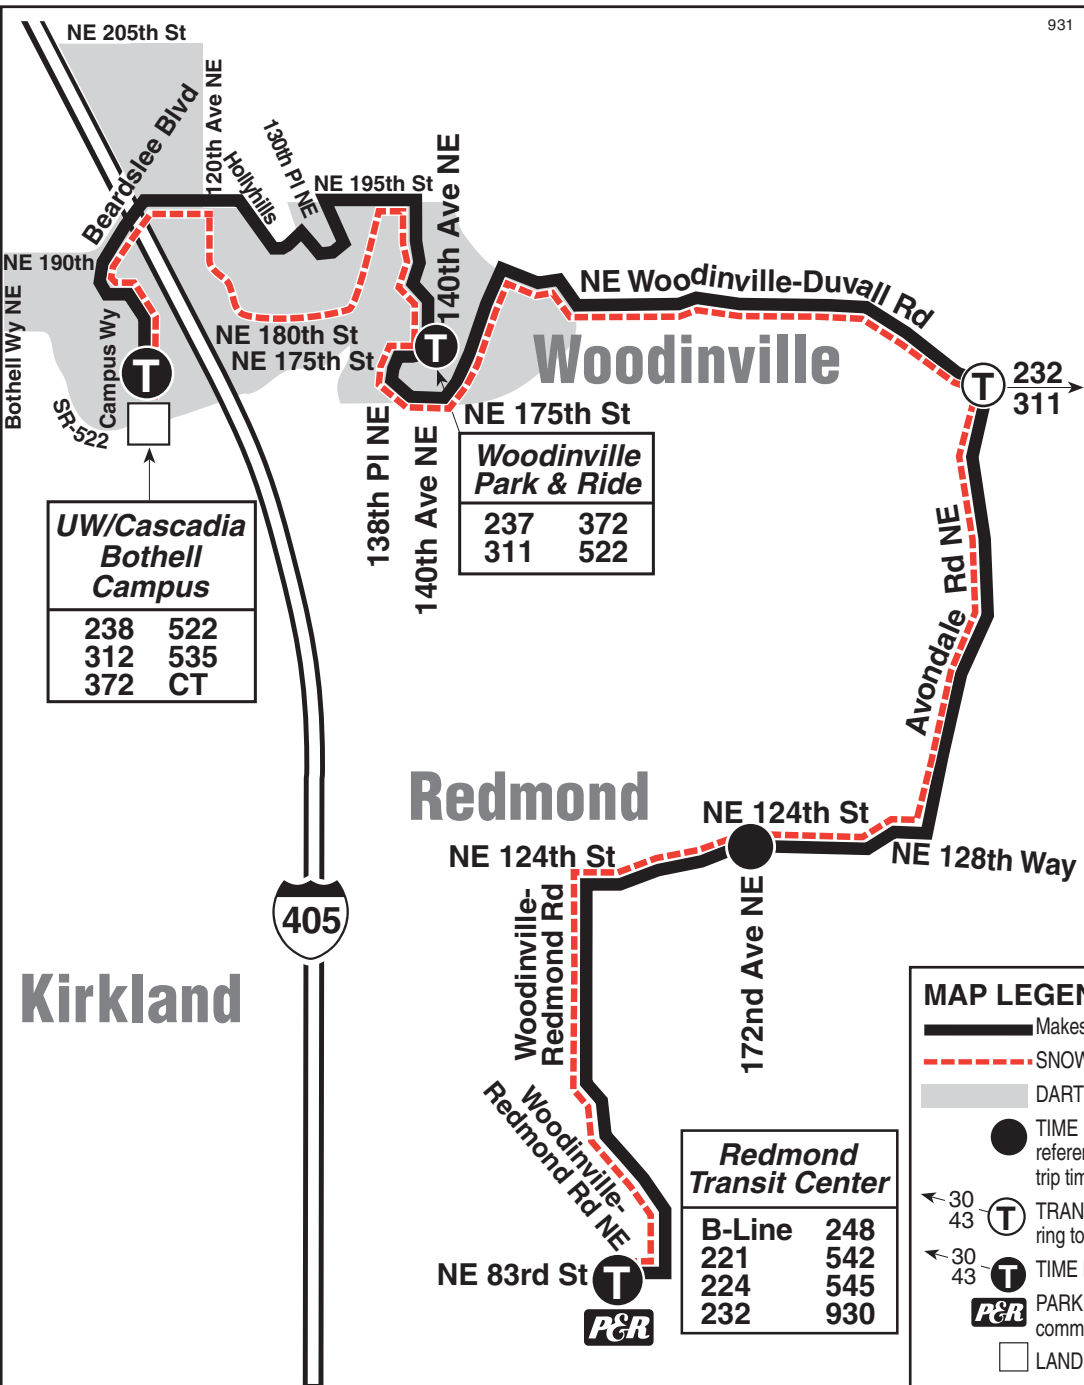 931
NE 205th St
Beardslee Blvd
120th Ave NE
Hollyhills
130th Pl NE
NE 195th St
140th Ave NE
NE 190th
Bothell Wy NE
Campus Wy
SR-522
NE 180th St
NE 175th St
NE Woodinville-Duvall Rd
Woodinville
T
T
T
232
311
NE 175th St
138th Pl NE
140th Ave NE
Woodinville
Park & Ride
237 372
311 522
UW/Cascadia
Bothell
Campus
238 522
312 535
372 CT
Avondale Rd NE
Redmond
NE 124th St
NE 124th St
NE 128th Way
172nd Ave NE
405
Kirkland
Woodinville-
Redmond Rd
Woodinville-
Redmond Rd NE
NE 83rd St
T
P&R
Redmond
Transit Center
B-Line 248
221 542
224 545
232 930
MAP LEGEN
Makes
SNOW
DART
TIME
referen
trip tim
30
43
T
TRAN
ring to
30
43
T
TIME
P&R
PARK
comm
LAND